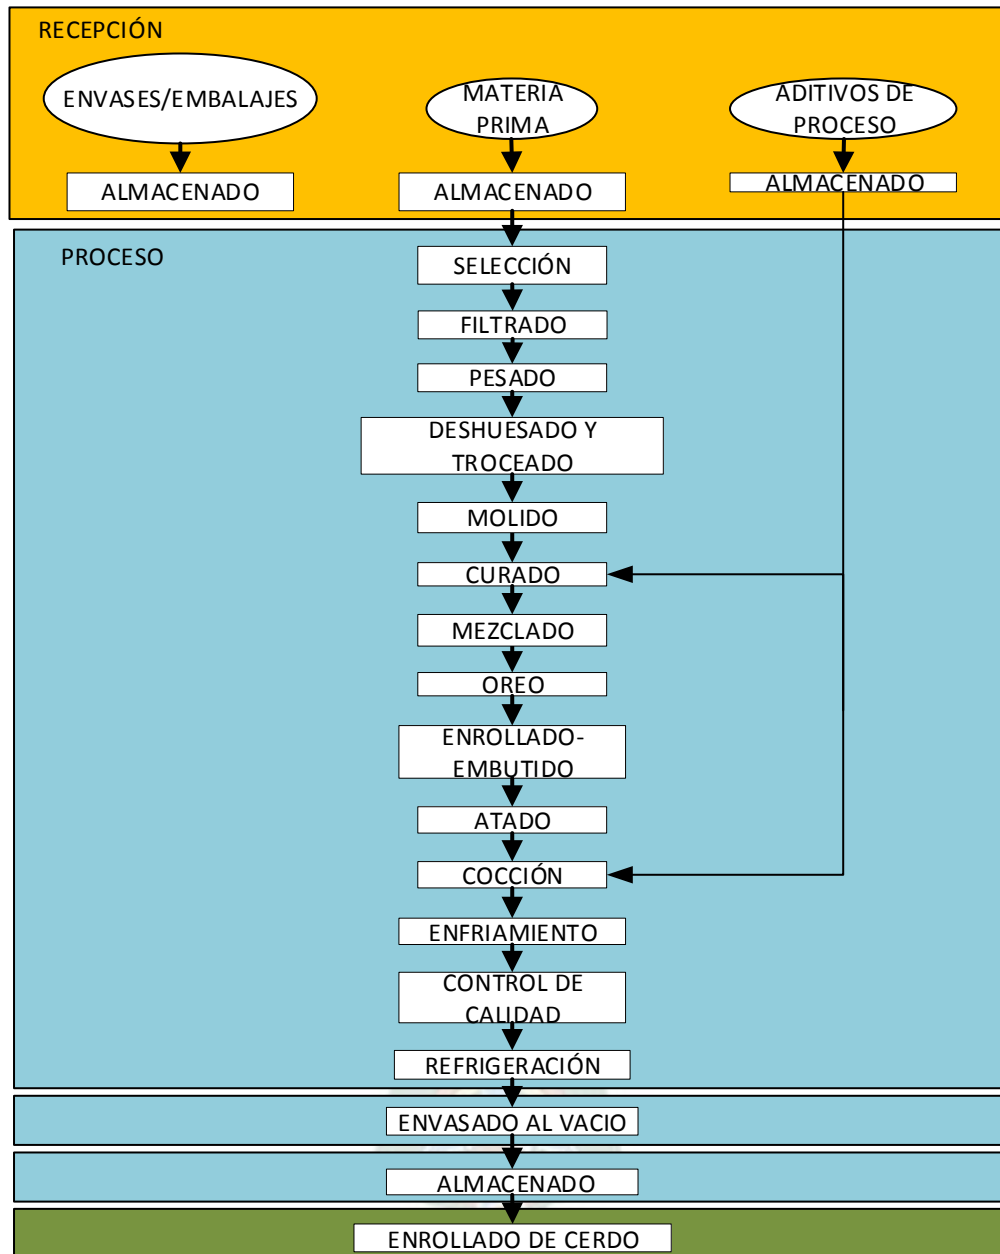 RECEPCIÓN
ENVASES/EMBALAJES
MATERIA
PRIMA
ADITIVOS DE
PROCESO
ALMACENADO
ALMACENADO
ALMACENADO
PROCESO
SELECCIÓN
FILTRADO
PESADO
DESHUESADO Y
TROCEADO
MOLIDO
CURADO
MEZCLADO
OREO
ENROLLADO-
EMBUTIDO
ATADO
COCCIÓN
ENFRIAMIENTO
CONTROL DE
CALIDAD
REFRIGERACIÓN
ENVASADO AL VACIO
ALMACENADO
ENROLLADO DE CERDO